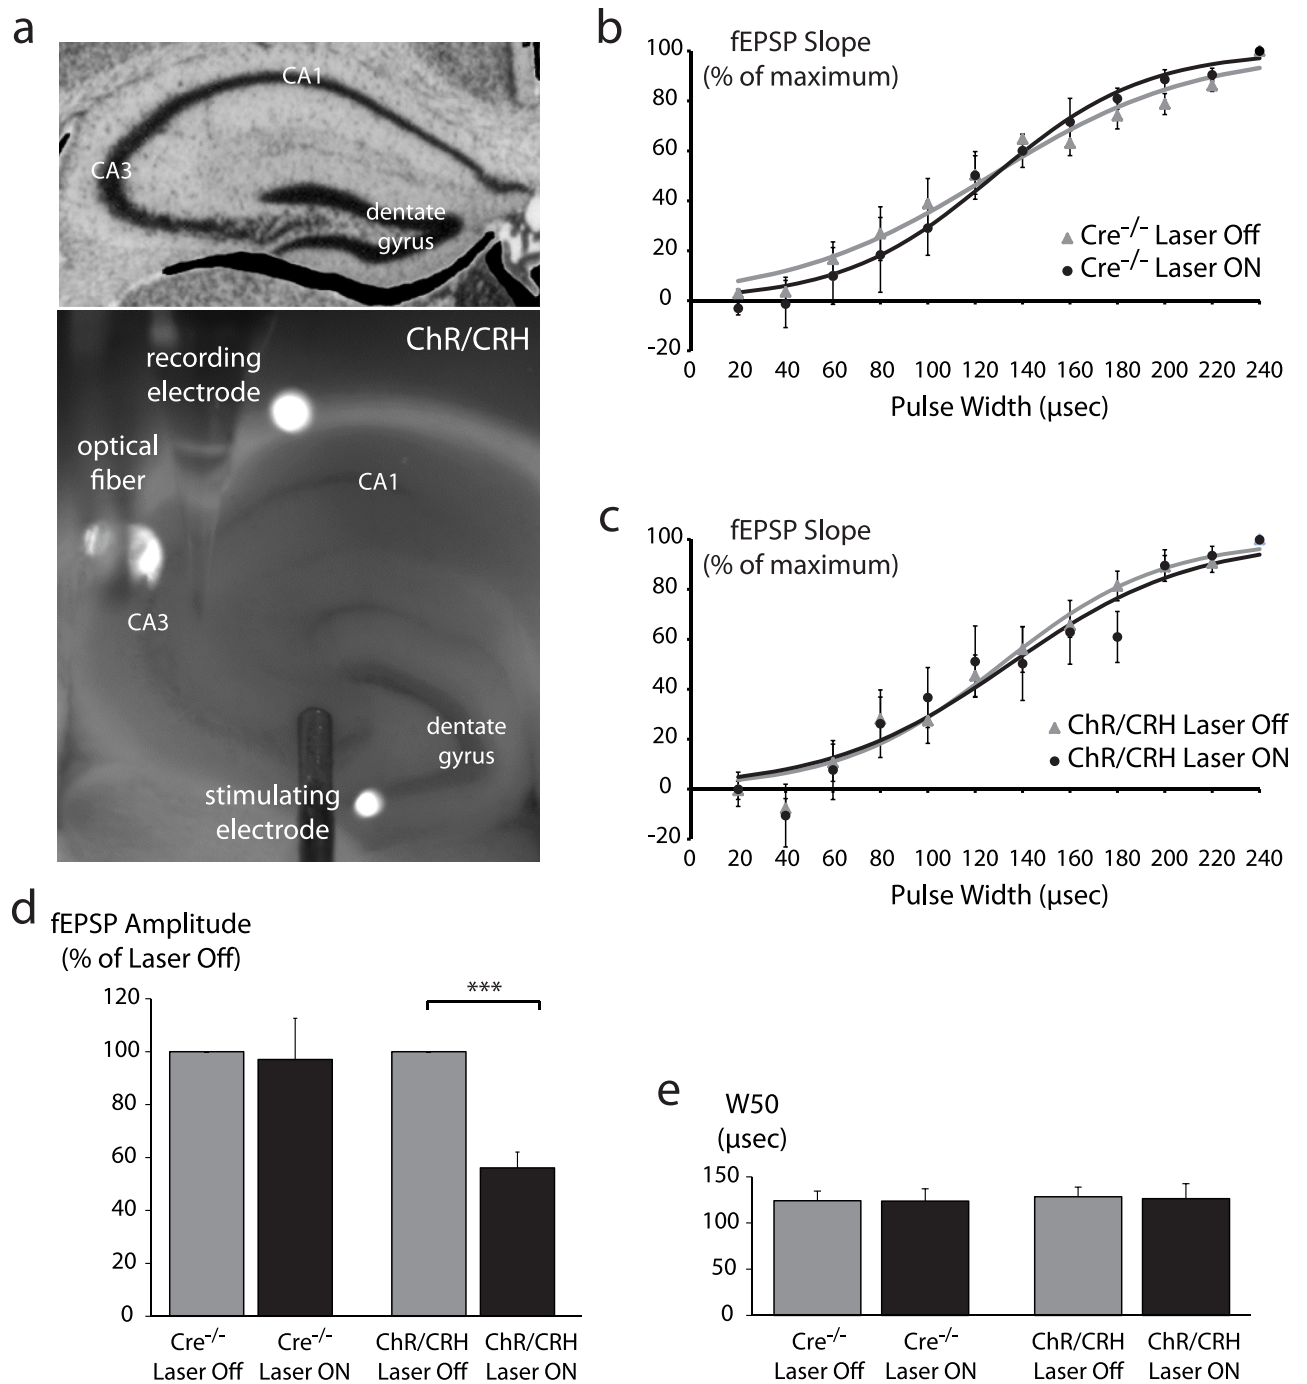 a
CA1
CA3
dentate
gyrus
ChR/CRH
recording
electrode
optical
fiber
CA1
CA3
dentate
gyrus
stimulating
electrode
b
fEPSP Slope
(% of maximum)
100
80
60
40
20
0
-20
Cre⁻/⁻ Laser Off
Cre⁻/⁻ Laser ON
0 20 40 60 80 100 120 140 160 180 200 220 240
Pulse Width (μsec)
c
fEPSP Slope
(% of maximum)
100
80
60
40
20
0
-20
ChR/CRH Laser Off
ChR/CRH Laser ON
0 20 40 60 80 100 120 140 160 180 200 220 240
Pulse Width (μsec)
d
fEPSP Amplitude
(% of Laser Off)
120
100
80
60
40
20
0
***
Cre⁻/⁻ Cre⁻/⁻ ChR/CRH ChR/CRH
Laser Off Laser ON Laser Off Laser ON
e
W50
(μsec)
150
100
50
0
Cre⁻/⁻ Cre⁻/⁻ ChR/CRH ChR/CRH
Laser Off Laser ON Laser Off Laser ON